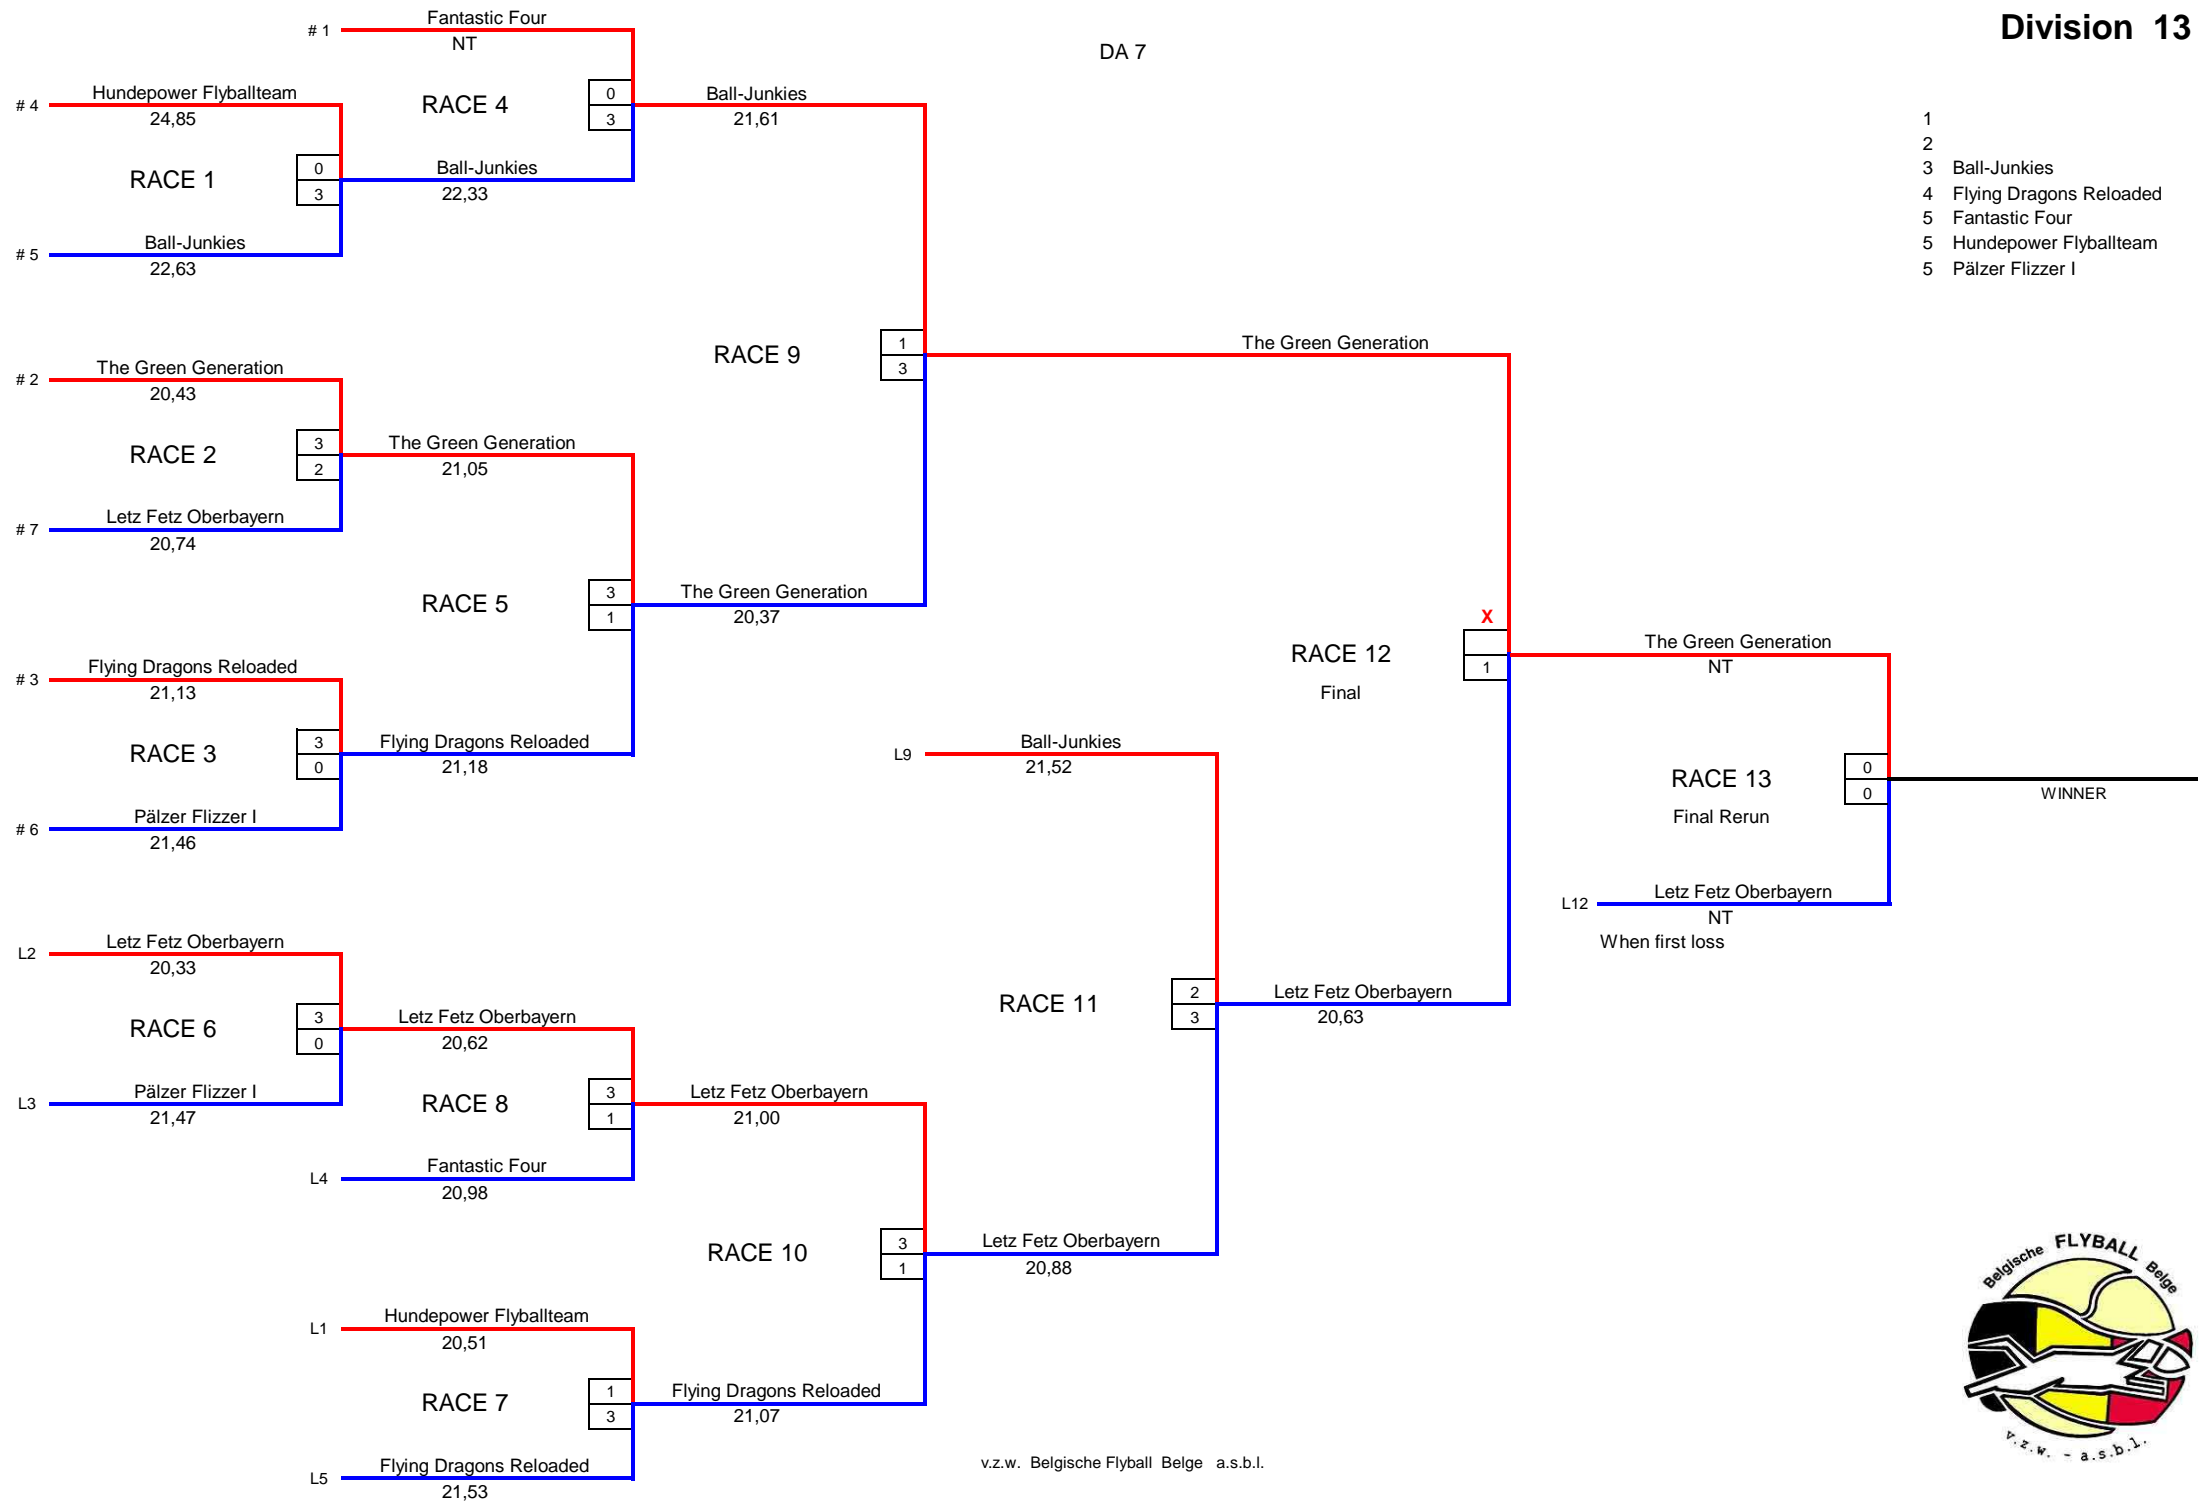 Division 13
DA 7
# 1
Fantastic Four
NT
# 4
Hundepower Flyballteam
24,85
RACE 4
0
3
Ball-Junkies
21,61
RACE 1
0
3
Ball-Junkies
22,33
# 5
Ball-Junkies
22,63
1
2
3 Ball-Junkies
4 Flying Dragons Reloaded
5 Fantastic Four
5 Hundepower Flyballteam
5 Pälzer Flizzer I
RACE 9
1
3
The Green Generation
# 2
The Green Generation
20,43
RACE 2
3
2
The Green Generation
21,05
# 7
Letz Fetz Oberbayern
20,74
RACE 5
3
1
The Green Generation
20,37
# 3
Flying Dragons Reloaded
21,13
RACE 3
3
0
Flying Dragons Reloaded
21,18
# 6
Pälzer Flizzer I
21,46
RACE 12
Final
X
1
The Green Generation
NT
L9
Ball-Junkies
21,52
RACE 13
Final Rerun
0
0
WINNER
L12
Letz Fetz Oberbayern
NT
When first loss
L2
Letz Fetz Oberbayern
20,33
RACE 6
3
0
Letz Fetz Oberbayern
20,62
L3
Pälzer Flizzer I
21,47
RACE 11
2
3
Letz Fetz Oberbayern
20,63
RACE 8
3
1
Letz Fetz Oberbayern
21,00
L4
Fantastic Four
20,98
RACE 10
3
1
Letz Fetz Oberbayern
20,88
L1
Hundepower Flyballteam
20,51
RACE 7
1
3
Flying Dragons Reloaded
21,07
L5
Flying Dragons Reloaded
21,53
v.z.w. Belgische Flyball Belge a.s.b.l.
Belgische FLYBALL Belge
v.z.w. - a.s.b.l.